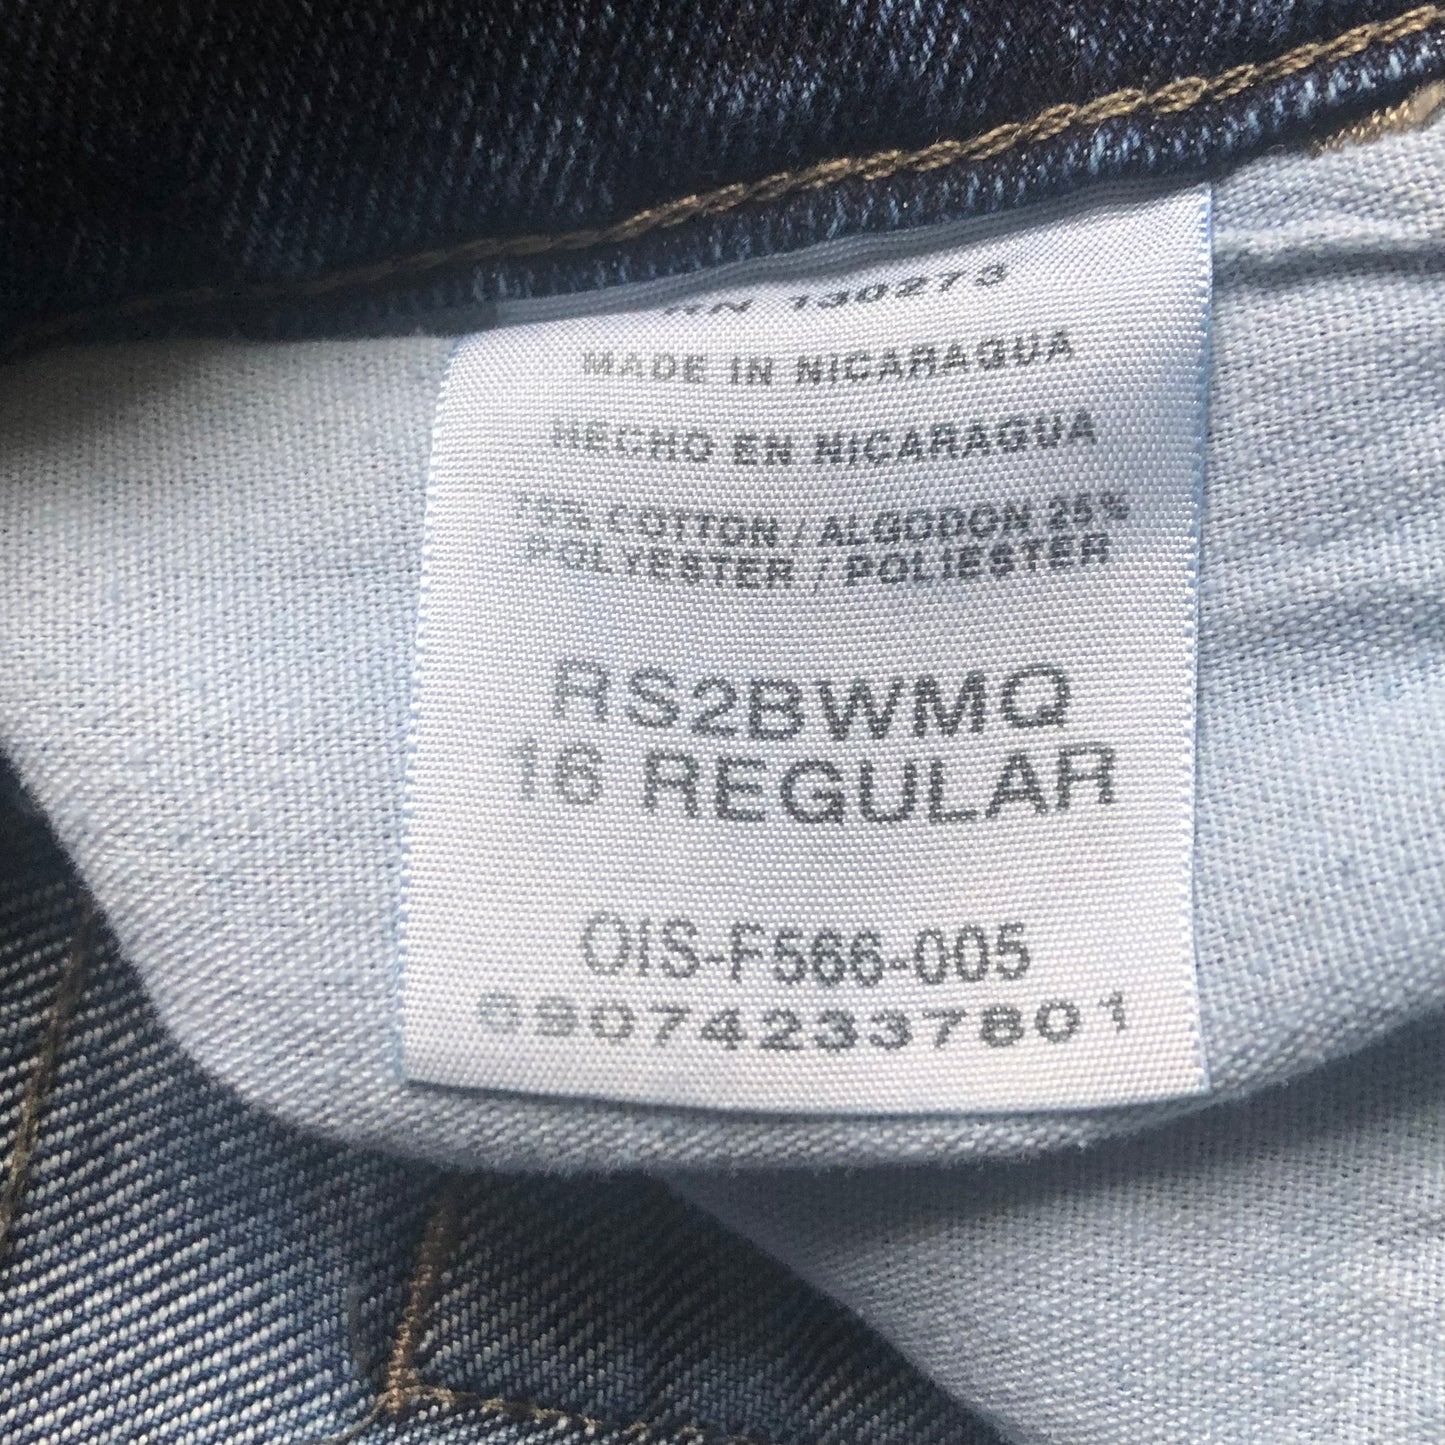 RN 130273
MADE IN NICARAGUA
HECHO EN NICARAGUA
75% COTTON / ALGODON 25%
POLYESTER / POLIESTER
RS2BWMQ
16 REGULAR
OIS-F566-005
890742337801